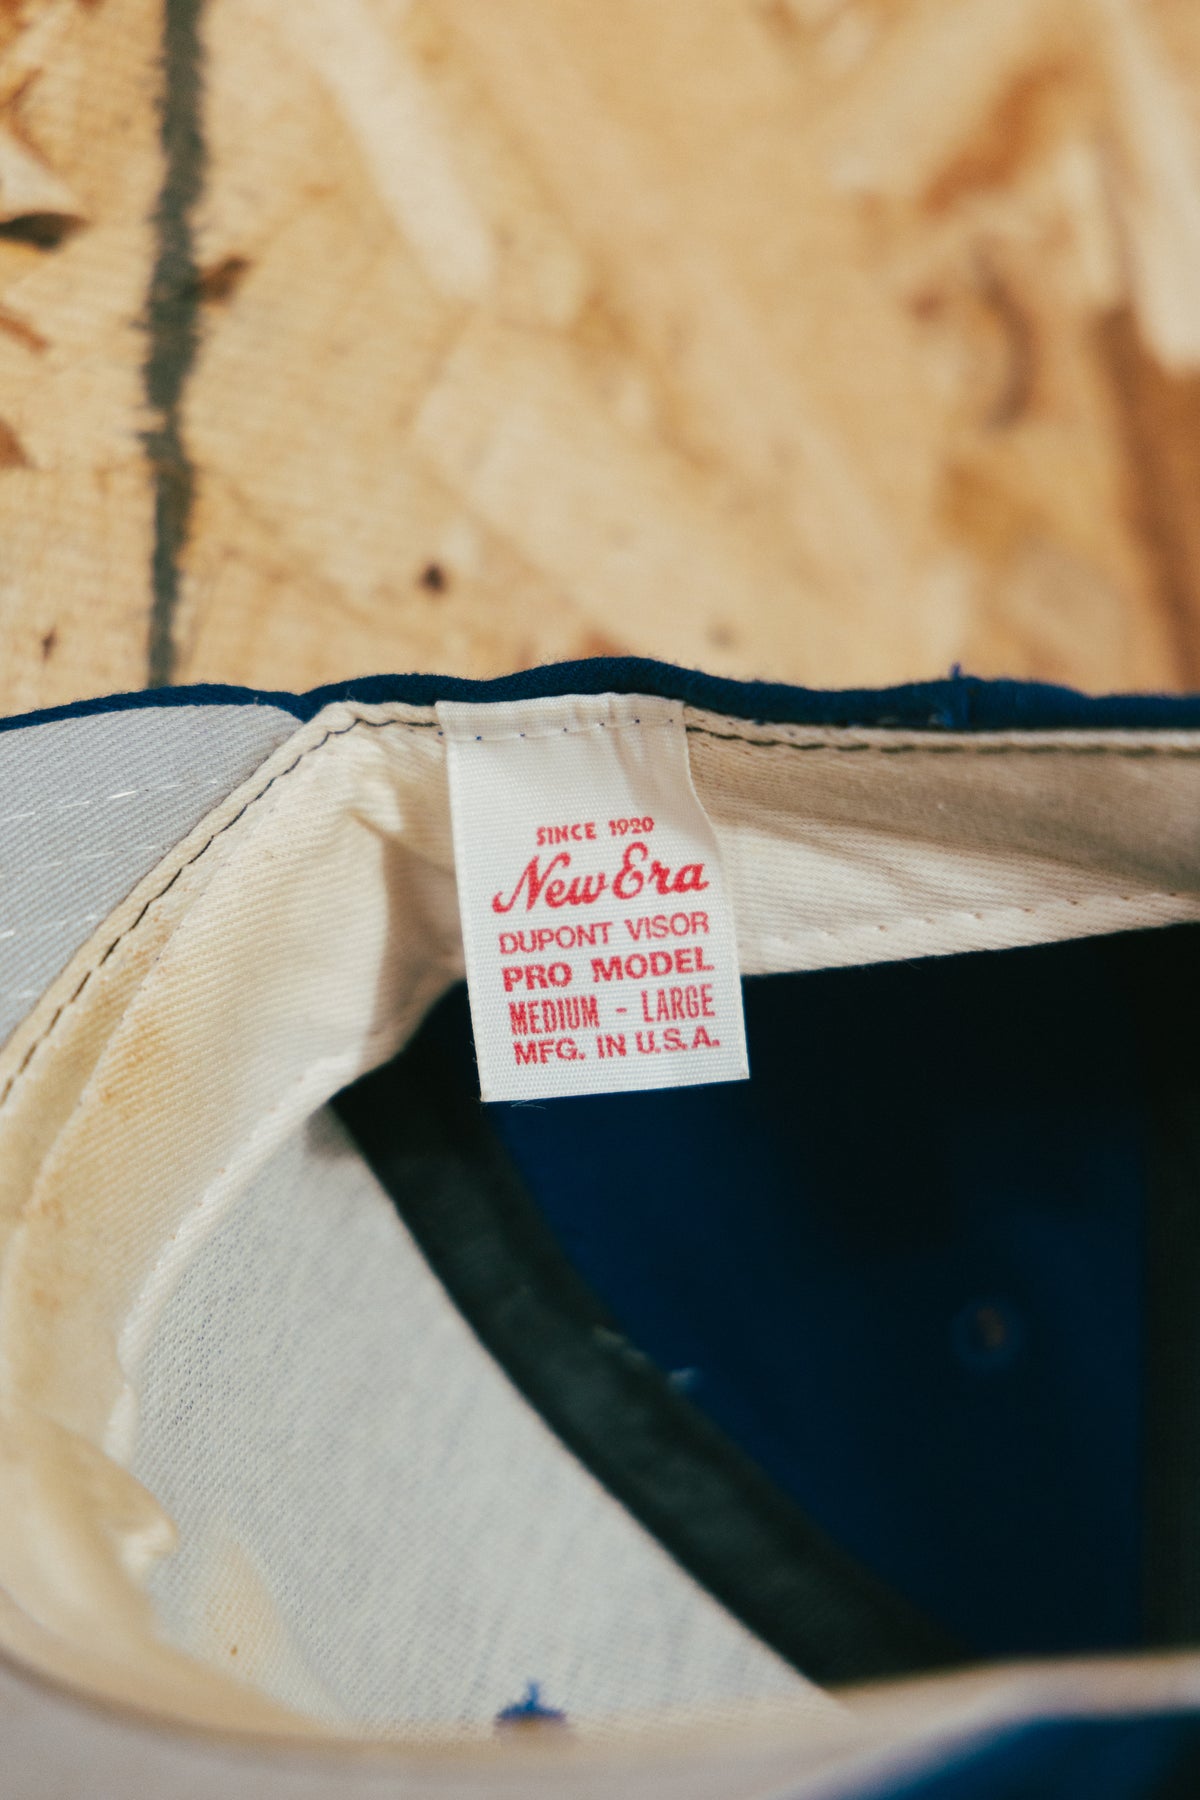 SINCE 1920
New Era
DUPONT VISOR
PRO MODEL
MEDIUM - LARGE
MFG. IN U.S.A.